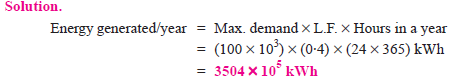 Solution.
Energy generated/year = Max. demand × L.F. × Hours in a year
= (100 × 10³) × (0·4) × (24 × 365) kWh
= 3504 × 10⁵ kWh